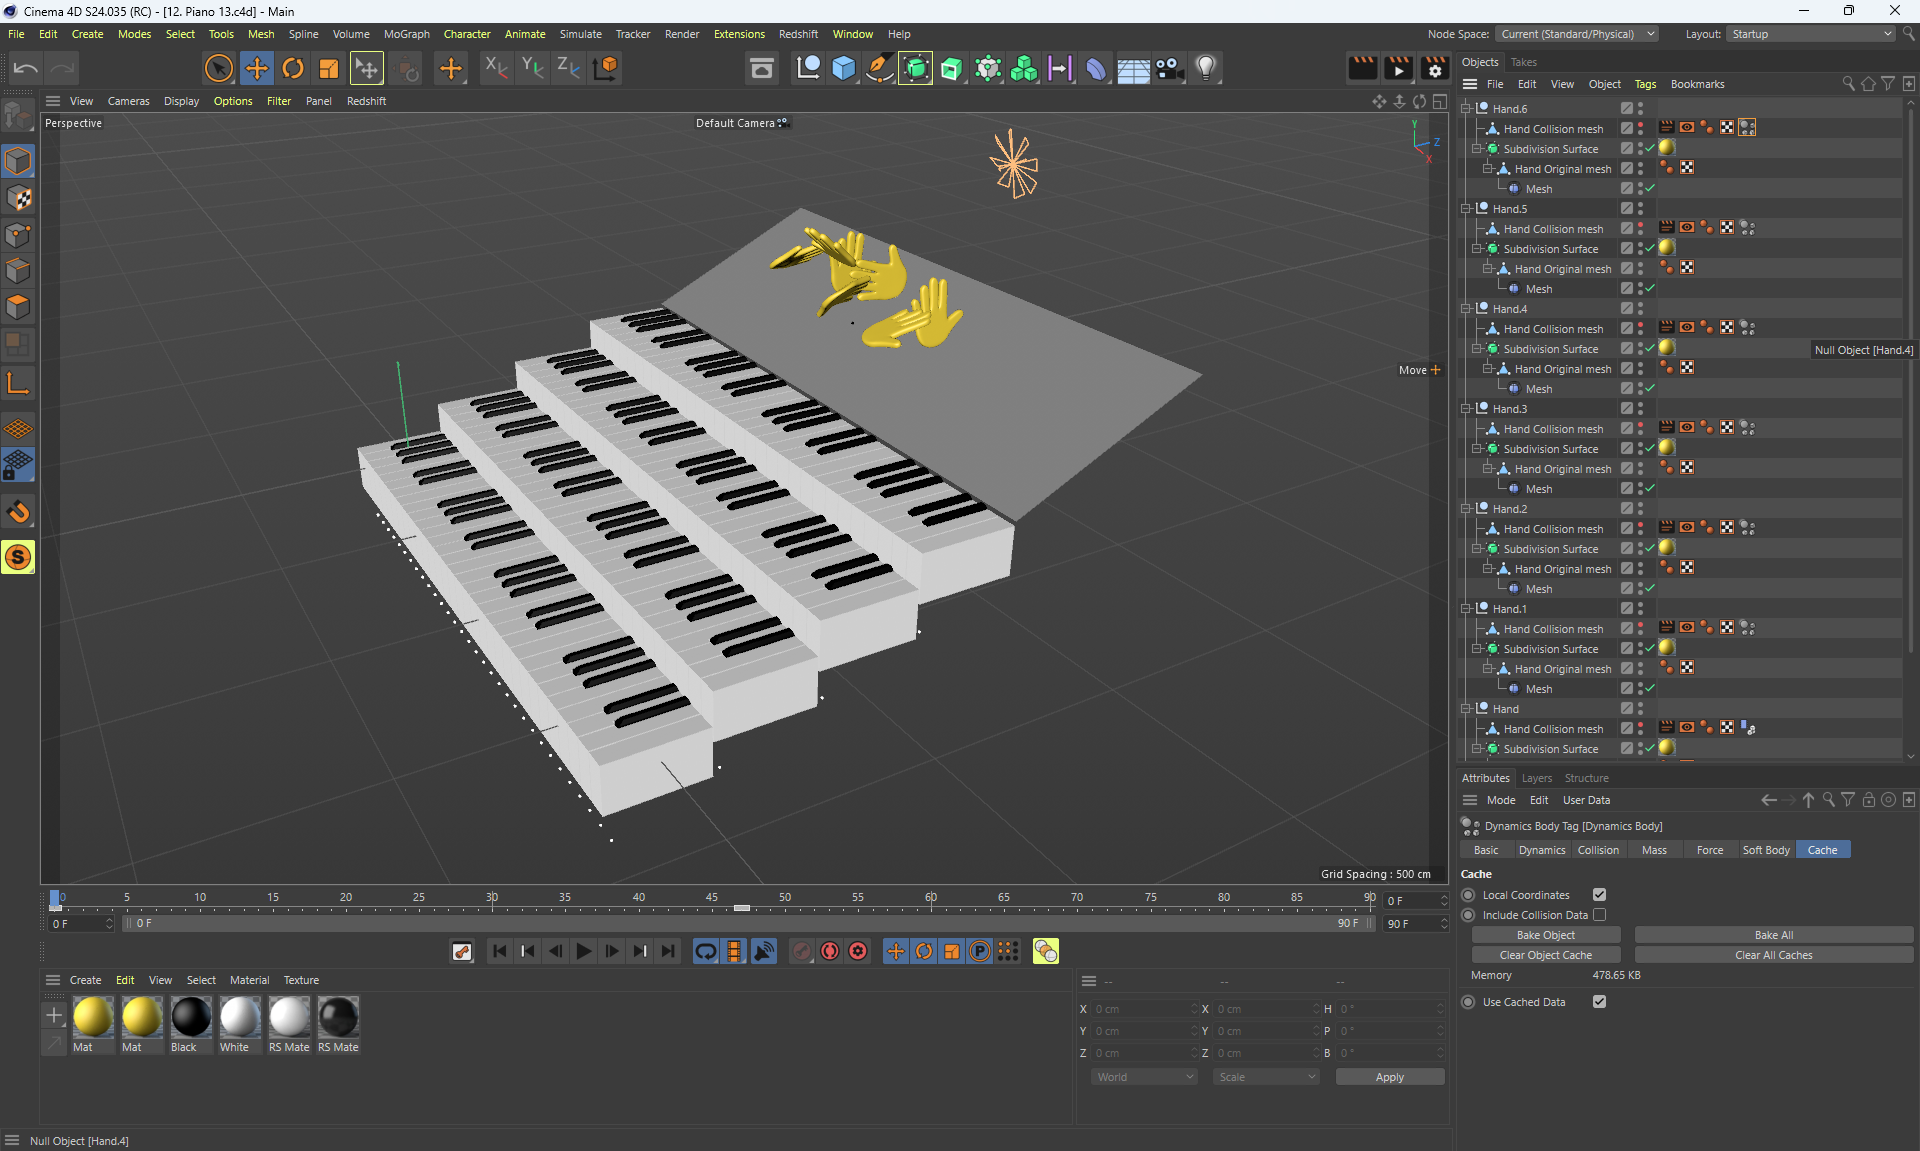 Cinema 4D S24.035 (RC) - [12. Piano 13.c4d] - Main
File Edit Create Modes Select Tools Mesh Spline Volume MoGraph Character Animate Simulate Tracker Render Extensions Redshift Window Help
Node Space: Current (Standard/Physical) Layout: Startup
X Y Z
Objects Takes
File Edit View Object Tags Bookmarks
View Cameras Display Options Filter Panel Redshift
Perspective
Default Camera
Y
Z
X
Move
Grid Spacing : 500 cm
Hand.6
Hand Collision mesh
Subdivision Surface
Hand Original mesh
Mesh
Hand.5
Hand Collision mesh
Subdivision Surface
Hand Original mesh
Mesh
Hand.4
Hand Collision mesh
Subdivision Surface
Null Object [Hand.4]
Hand Original mesh
Mesh
Hand.3
Hand Collision mesh
Subdivision Surface
Hand Original mesh
Mesh
Hand.2
Hand Collision mesh
Subdivision Surface
Hand Original mesh
Mesh
Hand.1
Hand Collision mesh
Subdivision Surface
Hand Original mesh
Mesh
Hand
Hand Collision mesh
Subdivision Surface
Attributes Layers Structure
Mode Edit User Data
Dynamics Body Tag [Dynamics Body]
Basic Dynamics Collision Mass Force Soft Body Cache
Cache
Local Coordinates
Include Collision Data
Bake Object Bake All
Clear Object Cache Clear All Caches
Memory 478.65 KB
Use Cached Data
0 5 10 15 20 25 30 35 40 45 50 55 60 65 70 75 80 85 90
0 F
0 F 0 F 90 F 90 F
S
P
Create Edit View Select Material Texture
Mat Mat Black White RS Mate RS Mate
-- -- --
X 0 cm X 0 cm H 0 °
Y 0 cm Y 0 cm P 0 °
Z 0 cm Z 0 cm B 0 °
World Scale Apply
Null Object [Hand.4]